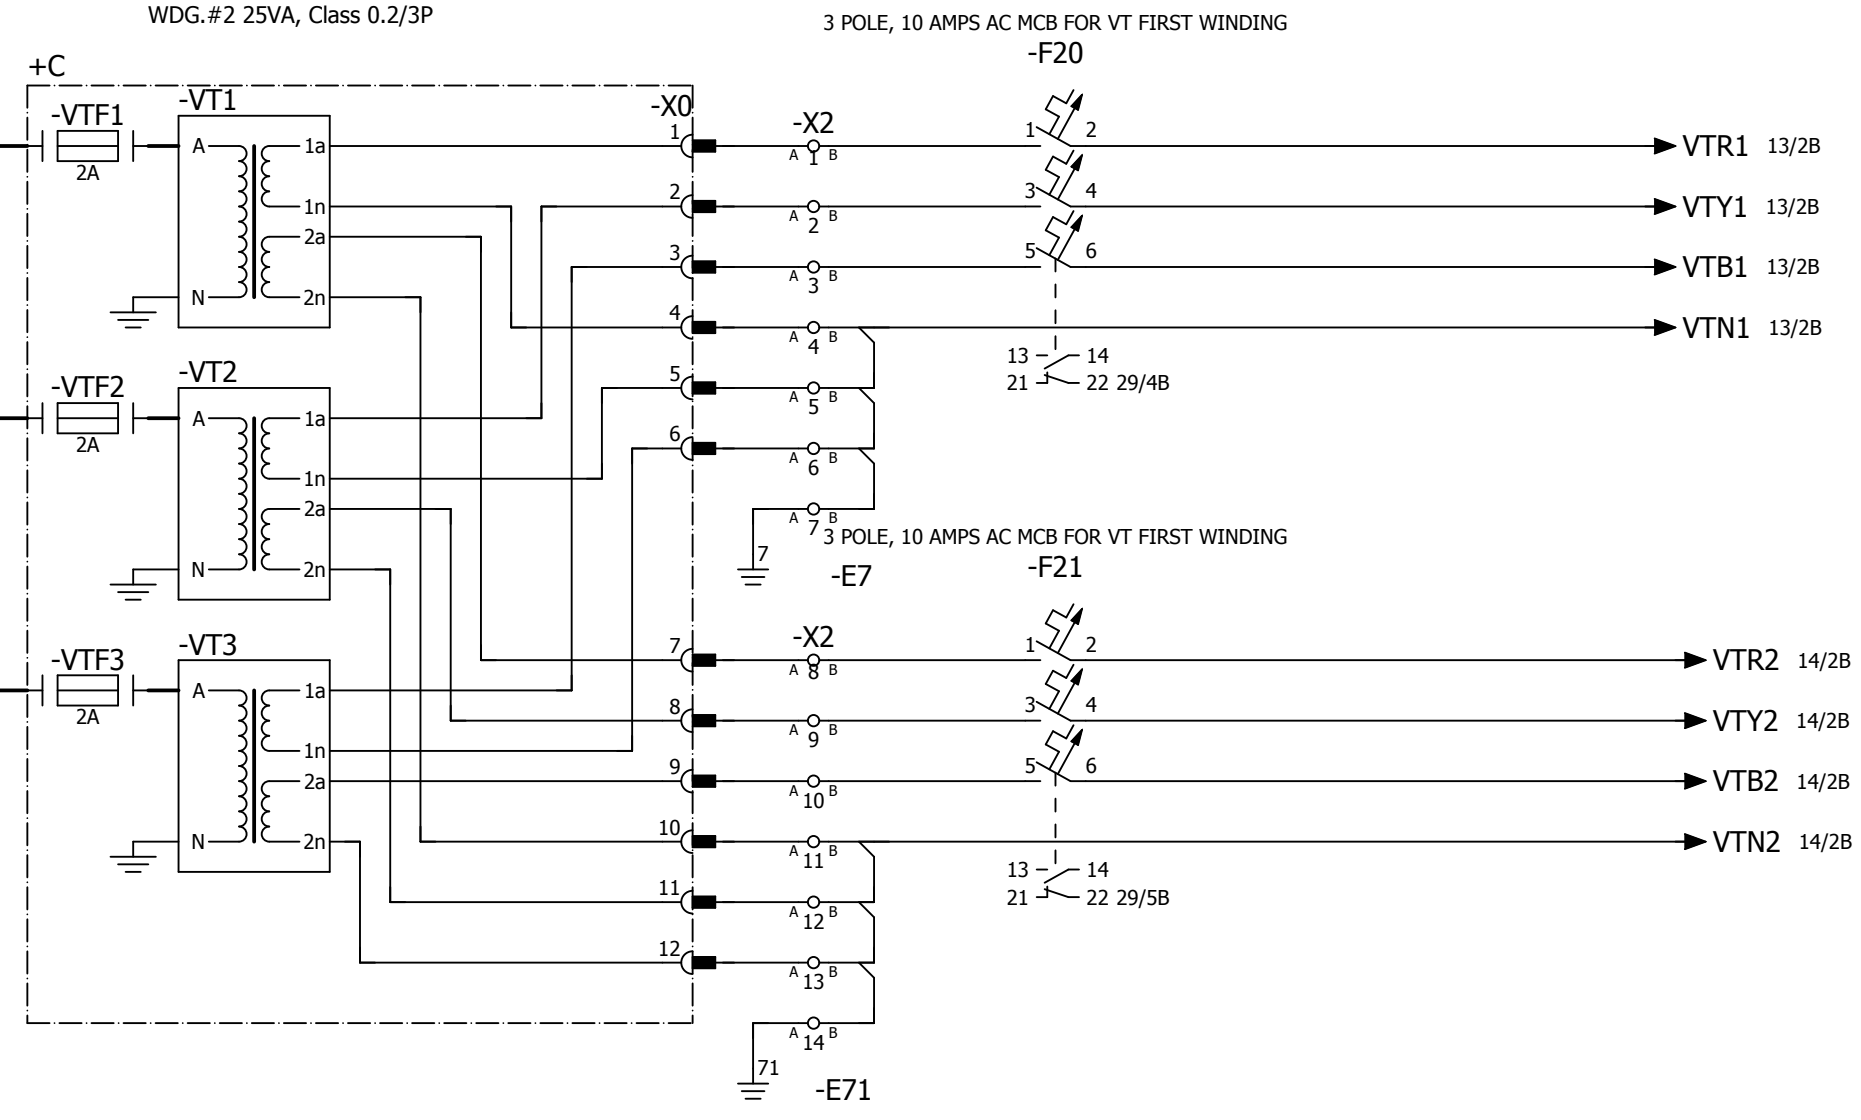 WDG.#2 25VA, Class 0.2/3P
3 POLE, 10 AMPS AC MCB FOR VT FIRST WINDING
-F20
+C
-VTF1
2A
-VT1
A
N
1a
1n
2a
2n
-VTF2
2A
-VT2
A
N
1a
1n
2a
2n
-VTF3
2A
-VT3
A
N
1a
1n
2a
2n
-X0
1
2
3
4
5
6
7
8
9
10
11
12
-X2
A 1 B
A 2 B
A 3 B
A 4 B
A 5 B
A 6 B
A 7 B
7
-E7
1 2
3 4
5 6
13 14
21 22 29/4B
VTR1 13/2B
VTY1 13/2B
VTB1 13/2B
VTN1 13/2B
3 POLE, 10 AMPS AC MCB FOR VT FIRST WINDING
-F21
-X2
A 8 B
A 9 B
A 10 B
A 11 B
A 12 B
A 13 B
A 14 B
71
-E71
1 2
3 4
5 6
13 14
21 22 29/5B
VTR2 14/2B
VTY2 14/2B
VTB2 14/2B
VTN2 14/2B